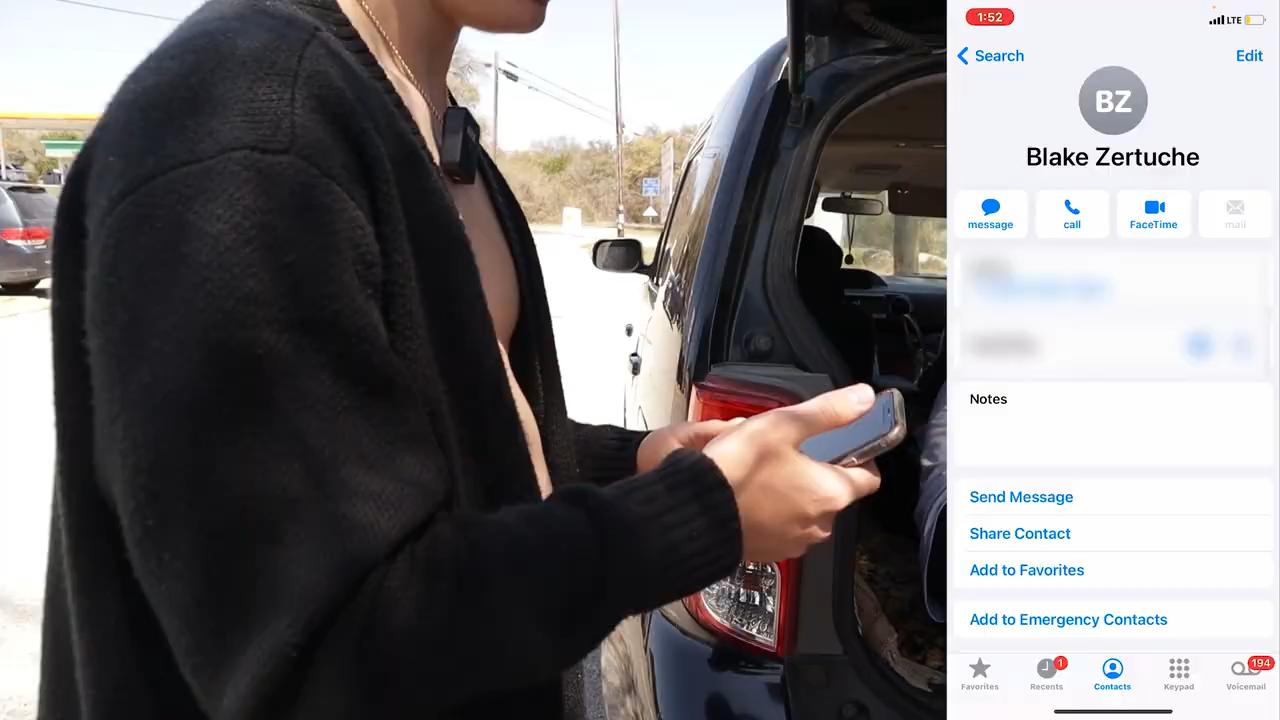 1:52
LTE
Search
Edit
BZ
Blake Zertuche
message
call
FaceTime
mail
Notes
Send Message
Share Contact
Add to Favorites
Add to Emergency Contacts
1
194
Favorites
Recents
Contacts
Keypad
Voicemail